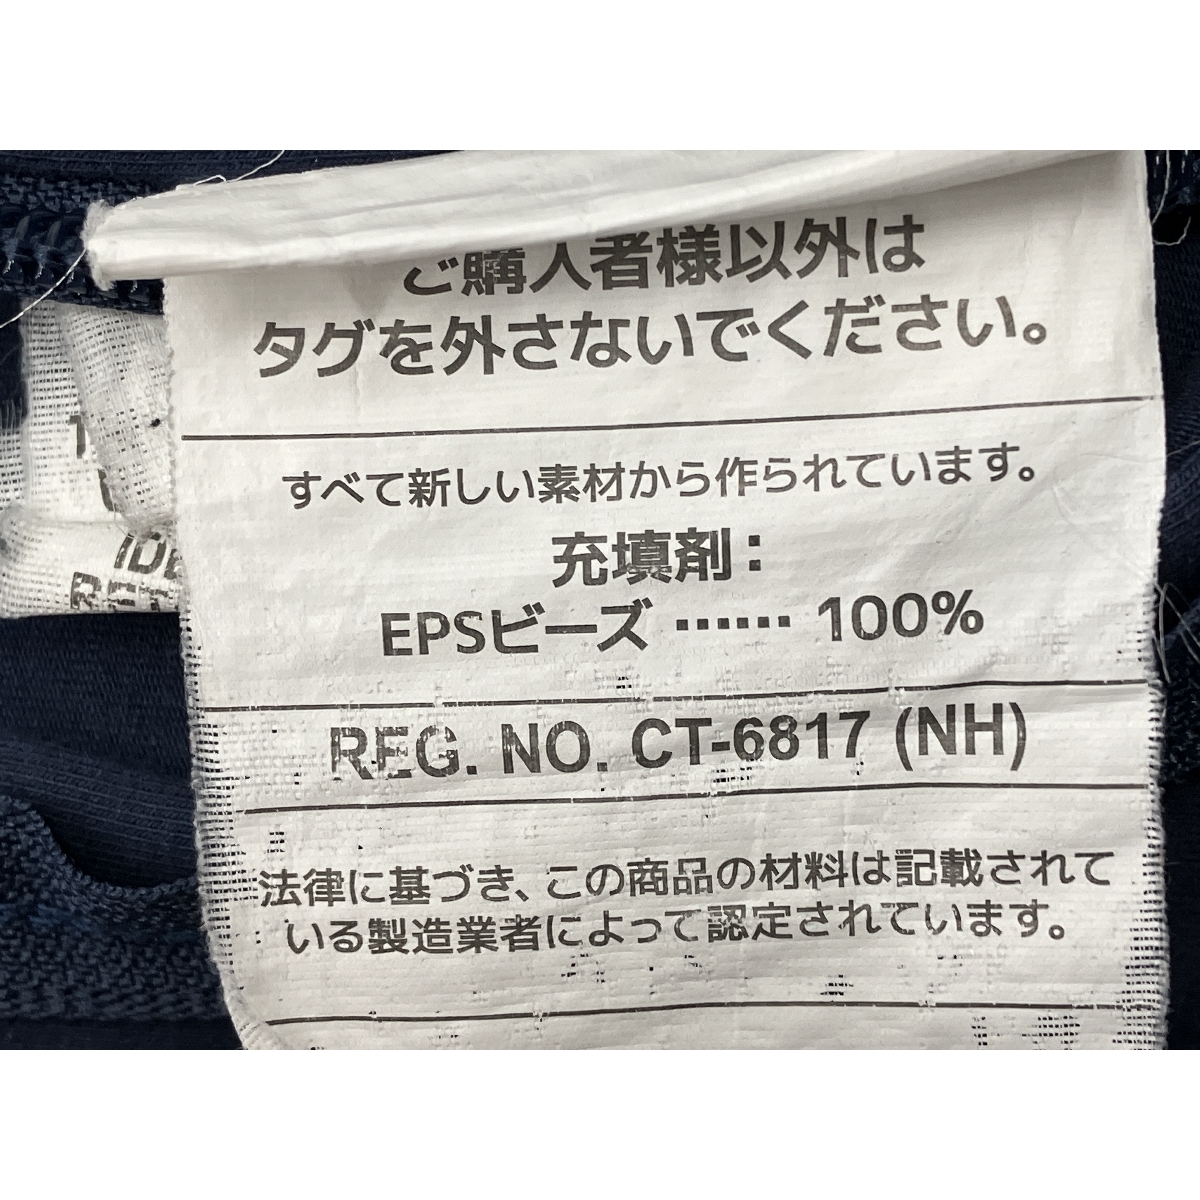 ご購入者様以外は
タグを外さないでください。
すべて新しい素材から作られています。
充填剤：
EPSビーズ ⋯⋯ 100%
REG. NO. CT-6817 (NH)
法律に基づき、この商品の材料は記載されて
いる製造業者によって認定されています。